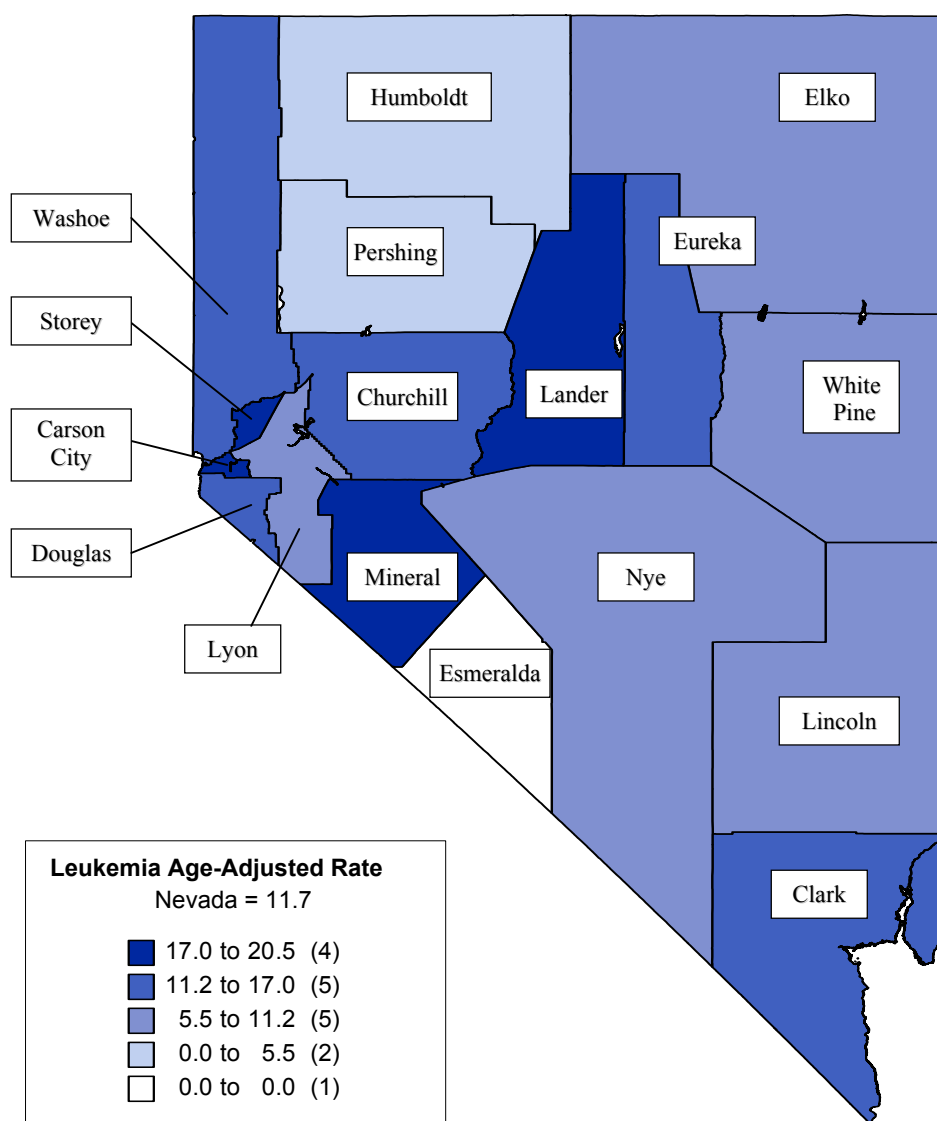 Humboldt
Elko
Washoe
Pershing
Eureka
Storey
Churchill
Lander
White
Pine
Carson
City
Douglas
Mineral
Nye
Lyon
Esmeralda
Lincoln
Clark
Leukemia Age-Adjusted Rate
Nevada = 11.7
17.0 to 20.5 (4)
11.2 to 17.0 (5)
5.5 to 11.2 (5)
0.0 to 5.5 (2)
0.0 to 0.0 (1)